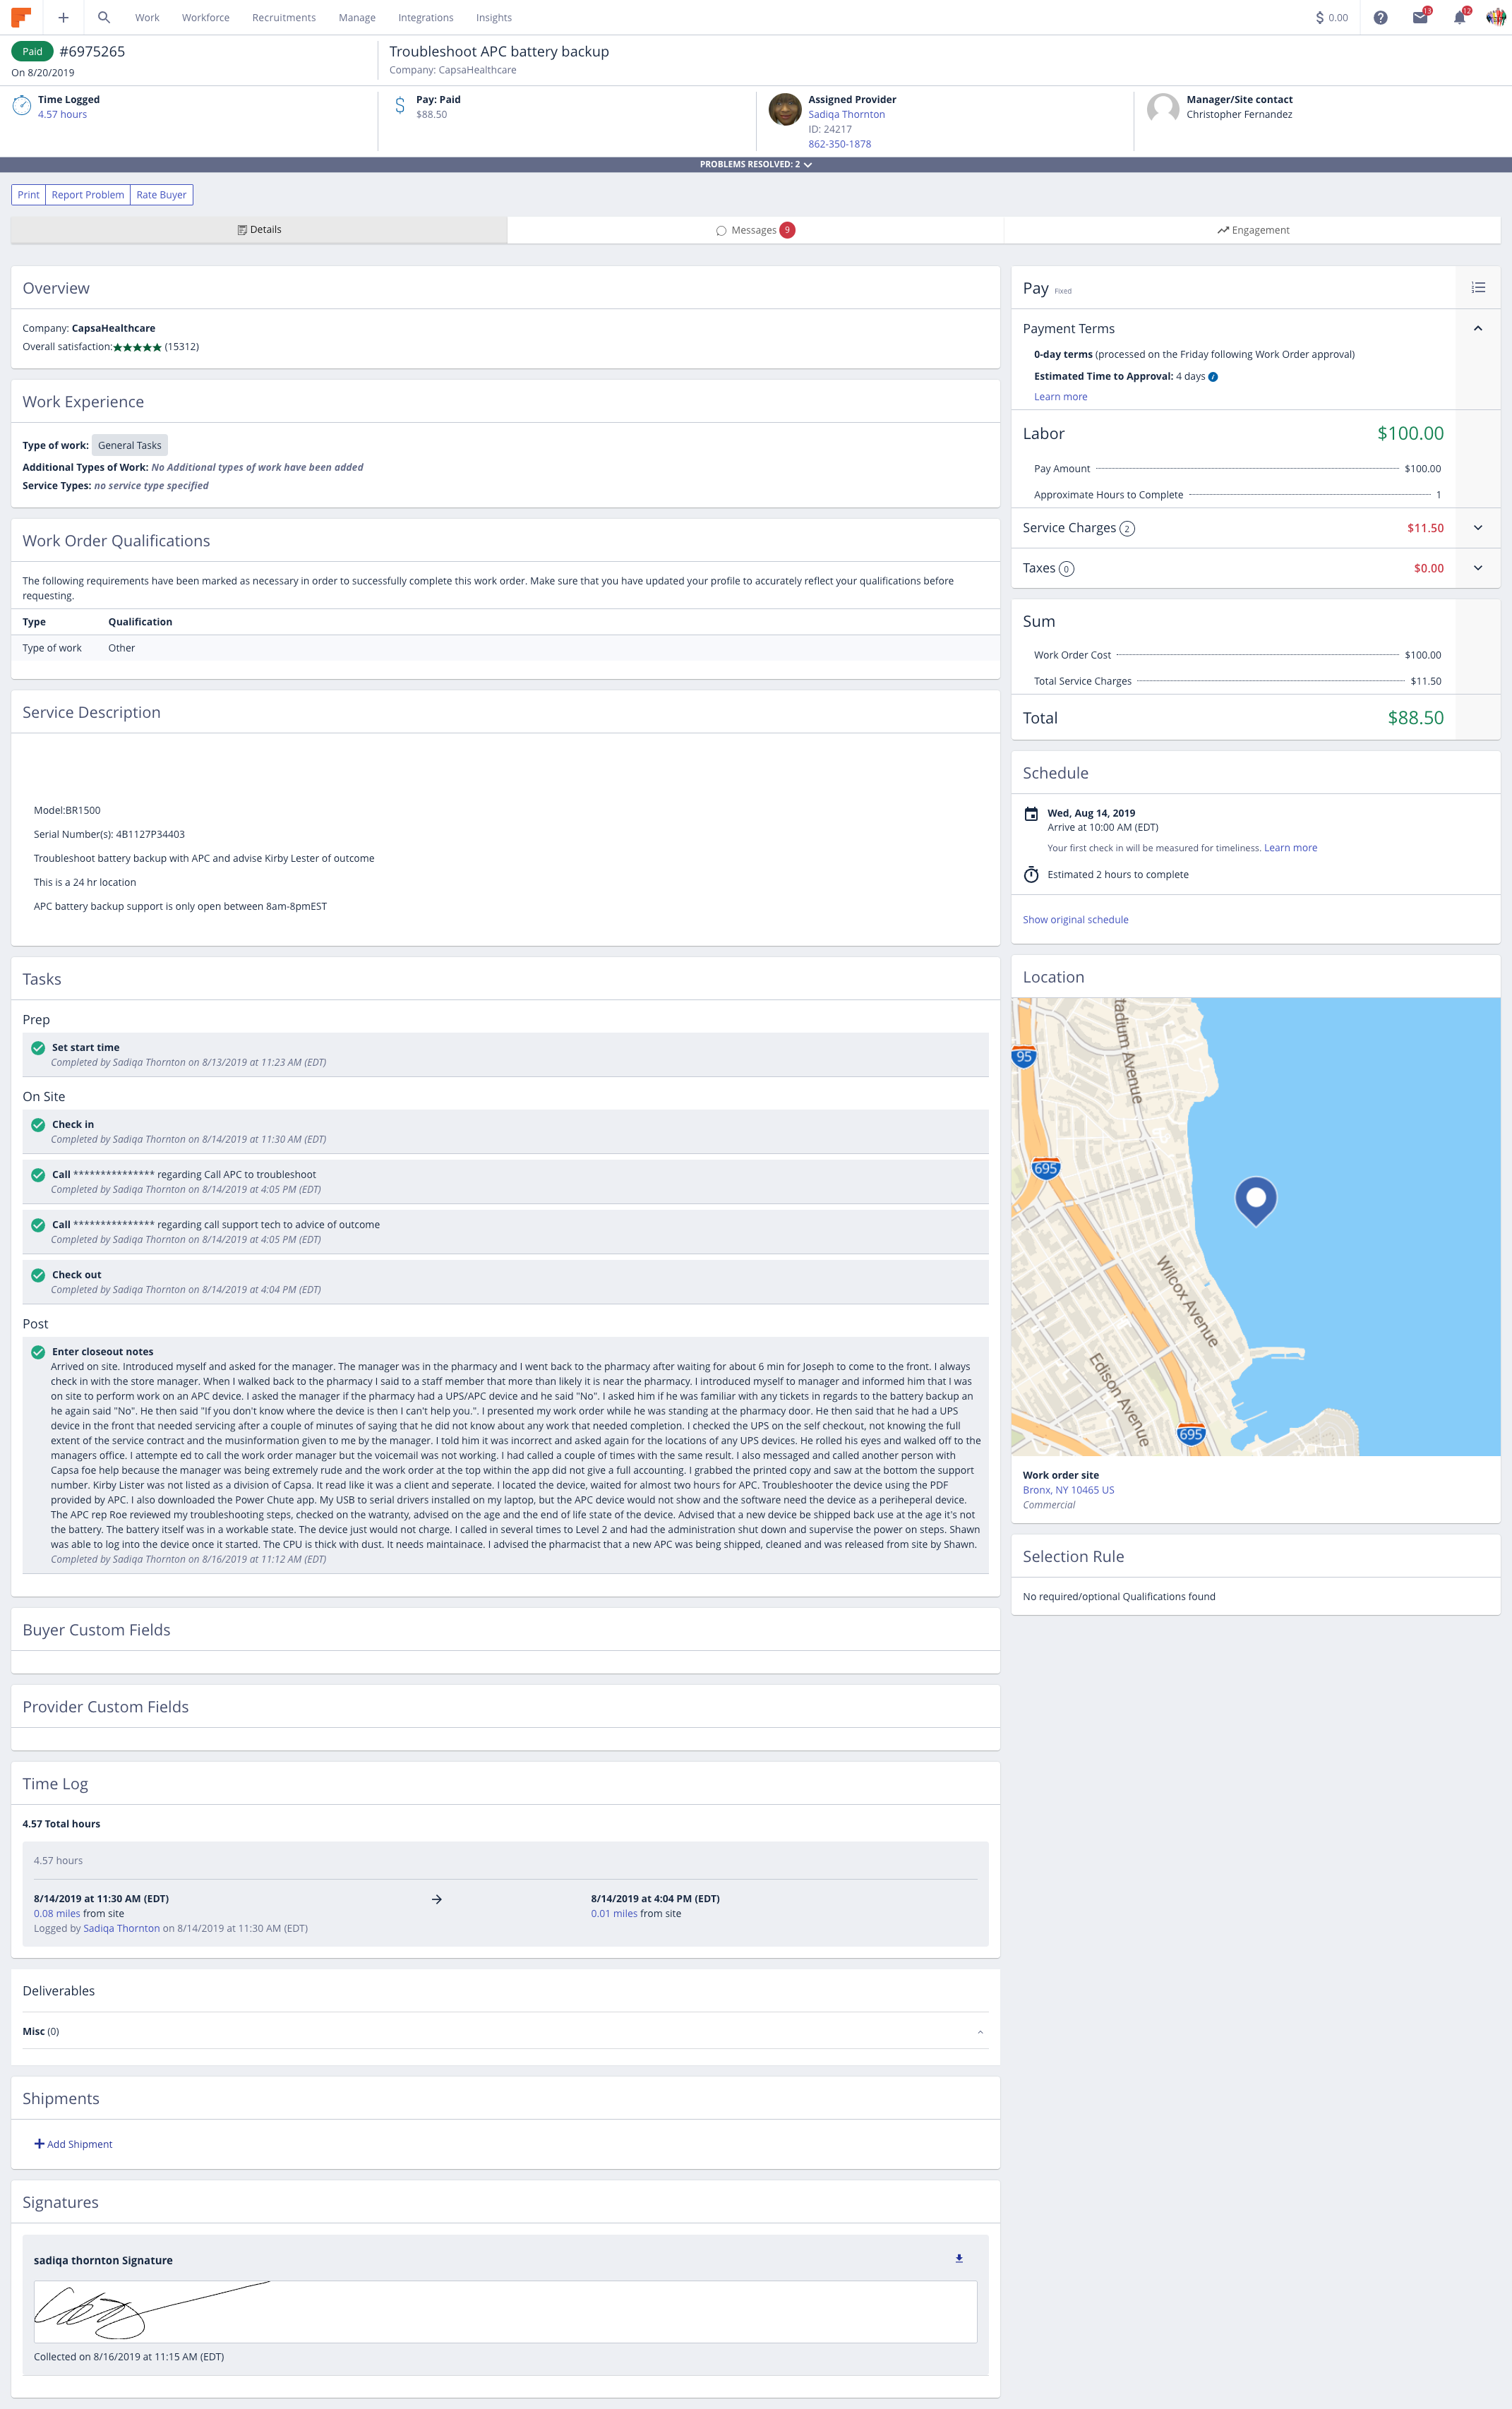 Work Workforce Recruitments Manage Integrations Insights $ 0.00 13 12
Paid #6975265
On 8/20/2019
Troubleshoot APC battery backup
Company: CapsaHealthcare
Time Logged
4.57 hours
Pay: Paid
$88.50
Assigned Provider
Sadiqa Thornton
ID: 24217
862-350-1878
Manager/Site contact
Christopher Fernandez
PROBLEMS RESOLVED: 2
Print Report Problem Rate Buyer
Details Messages 9 Engagement
Overview
Company: CapsaHealthcare
Overall satisfaction:★★★★★ (15312)
Work Experience
Type of work: General Tasks
Additional Types of Work: No Additional types of work have been added
Service Types: no service type specified
Work Order Qualifications
The following requirements have been marked as necessary in order to successfully complete this work order. Make sure that you have updated your profile to accurately reflect your qualifications before
requesting.
Type Qualification
Type of work Other
Service Description
Model:BR1500
Serial Number(s): 4B1127P34403
Troubleshoot battery backup with APC and advise Kirby Lester of outcome
This is a 24 hr location
APC battery backup support is only open between 8am-8pmEST
Tasks
Prep
Set start time
Completed by Sadiqa Thornton on 8/13/2019 at 11:23 AM (EDT)
On Site
Check in
Completed by Sadiqa Thornton on 8/14/2019 at 11:30 AM (EDT)
Call *************** regarding Call APC to troubleshoot
Completed by Sadiqa Thornton on 8/14/2019 at 4:05 PM (EDT)
Call *************** regarding call support tech to advice of outcome
Completed by Sadiqa Thornton on 8/14/2019 at 4:05 PM (EDT)
Check out
Completed by Sadiqa Thornton on 8/14/2019 at 4:04 PM (EDT)
Post
Enter closeout notes
Arrived on site. Introduced myself and asked for the manager. The manager was in the pharmacy and I went back to the pharmacy after waiting for about 6 min for Joseph to come to the front. I always
check in with the store manager. When I walked back to the pharmacy I said to a staff member that more than likely it is near the pharmacy. I introduced myself to manager and informed him that I was
on site to perform work on an APC device. I asked the manager if the pharmacy had a UPS/APC device and he said "No". I asked him if he was familiar with any tickets in regards to the battery backup an
he again said "No". He then said "If you don't know where the device is then I can't help you.". I presented my work order while he was standing at the pharmacy door. He then said that he had a UPS
device in the front that needed servicing after a couple of minutes of saying that he did not know about any work that needed completion. I checked the UPS on the self checkout, not knowing the full
extent of the service contract and the musinformation given to me by the manager. I told him it was incorrect and asked again for the locations of any UPS devices. He rolled his eyes and walked off to the
managers office. I attempte ed to call the work order manager but the voicemail was not working. I had called a couple of times with the same result. I also messaged and called another person with
Capsa foe help because the manager was being extremely rude and the work order at the top within the app did not give a full accounting. I grabbed the printed copy and saw at the bottom the support
number. Kirby Lister was not listed as a division of Capsa. It read like it was a client and seperate. I located the device, waited for almost two hours for APC. Troubleshooter the device using the PDF
provided by APC. I also downloaded the Power Chute app. My USB to serial drivers installed on my laptop, but the APC device would not show and the software need the device as a periheperal device.
The APC rep Roe reviewed my troubleshooting steps, checked on the warranty, advised on the age and the end of life state of the device. Advised that a new device be shipped back use at the age it's not
the battery. The battery itself was in a workable state. The device just would not charge. I called in several times to Level 2 and had the administration shut down and supervise the power on steps. Shawn
was able to log into the device once it started. The CPU is thick with dust. It needs maintainace. I advised the pharmacist that a new APC was being shipped, cleaned and was released from site by Shawn.
Completed by Sadiqa Thornton on 8/16/2019 at 11:12 AM (EDT)
Buyer Custom Fields
Provider Custom Fields
Time Log
4.57 Total hours
4.57 hours
8/14/2019 at 11:30 AM (EDT) → 8/14/2019 at 4:04 PM (EDT)
0.08 miles from site 0.01 miles from site
Logged by Sadiqa Thornton on 8/14/2019 at 11:30 AM (EDT)
Deliverables
Misc (0)
Shipments
Add Shipment
Signatures
sadiqa thornton Signature
Collected on 8/16/2019 at 11:15 AM (EDT)
Pay Fixed
Payment Terms
0-day terms (processed on the Friday following Work Order approval)
Estimated Time to Approval: 4 days
Learn more
Labor $100.00
Pay Amount $100.00
Approximate Hours to Complete 1
Service Charges 2 $11.50
Taxes 0 $0.00
Sum
Work Order Cost $100.00
Total Service Charges $11.50
Total $88.50
Schedule
Wed, Aug 14, 2019
Arrive at 10:00 AM (EDT)
Your first check in will be measured for timeliness. Learn more
Estimated 2 hours to complete
Show original schedule
Location
tadium Avenue
95
695
Wilcox Avenue
Edison Avenue
695
Work order site
Bronx, NY 10465 US
Commercial
Selection Rule
No required/optional Qualifications found